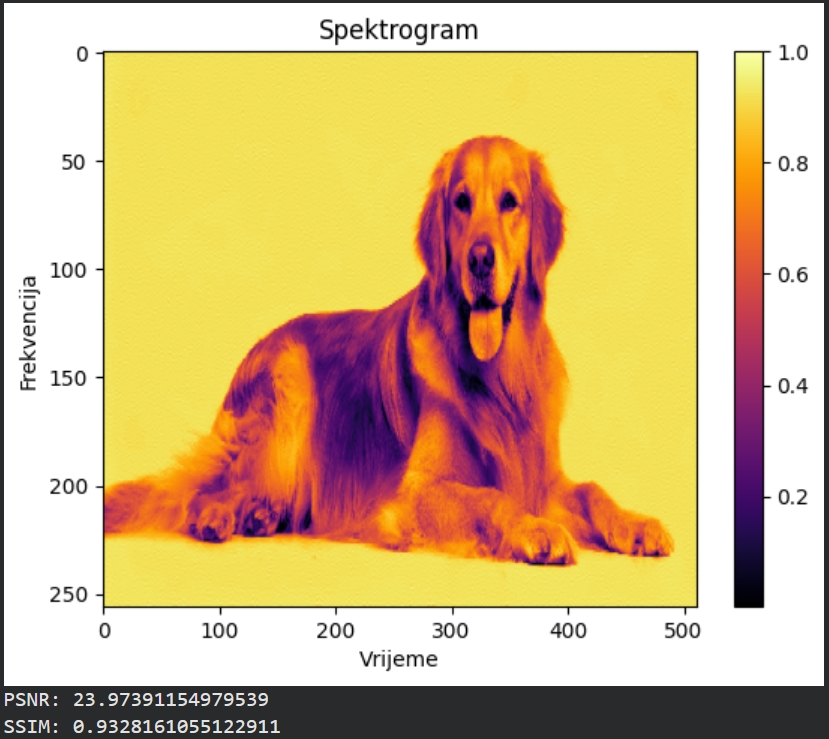 Spektrogram
0
50
100
150
200
250
Frekvencija
0 100 200 300 400 500
Vrijeme
1.0
0.8
0.6
0.4
0.2
PSNR: 23.97391154979539
SSIM: 0.9328161055122911